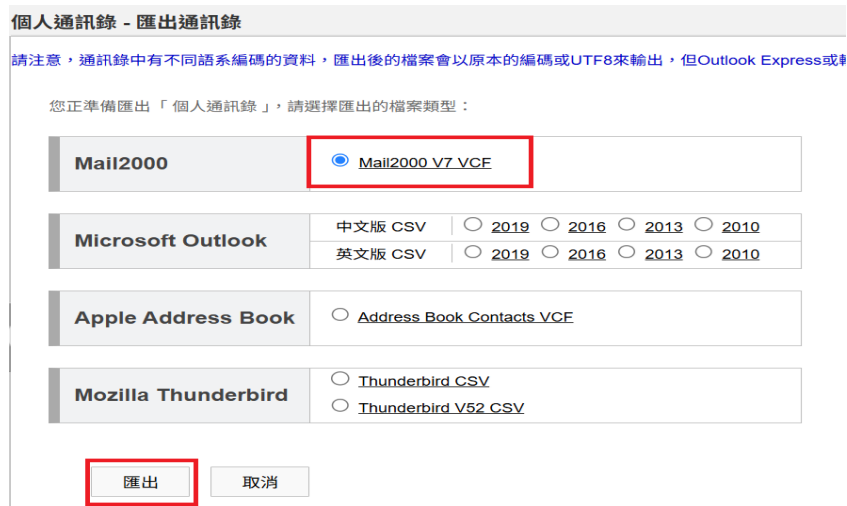 個人通訊錄 - 匯出通訊錄
請注意，通訊錄中有不同語系編碼的資料，匯出後的檔案會以原本的編碼或UTF8來輸出，但Outlook Express或
您正準備匯出「 個人通訊錄 」，請選擇匯出的檔案類型：
Mail2000 Mail2000 V7 VCF
Microsoft Outlook
中文版 CSV 2019 2016 2013 2010
英文版 CSV 2019 2016 2013 2010
Apple Address Book Address Book Contacts VCF
Mozilla Thunderbird
Thunderbird CSV
Thunderbird V52 CSV
匯出 取消